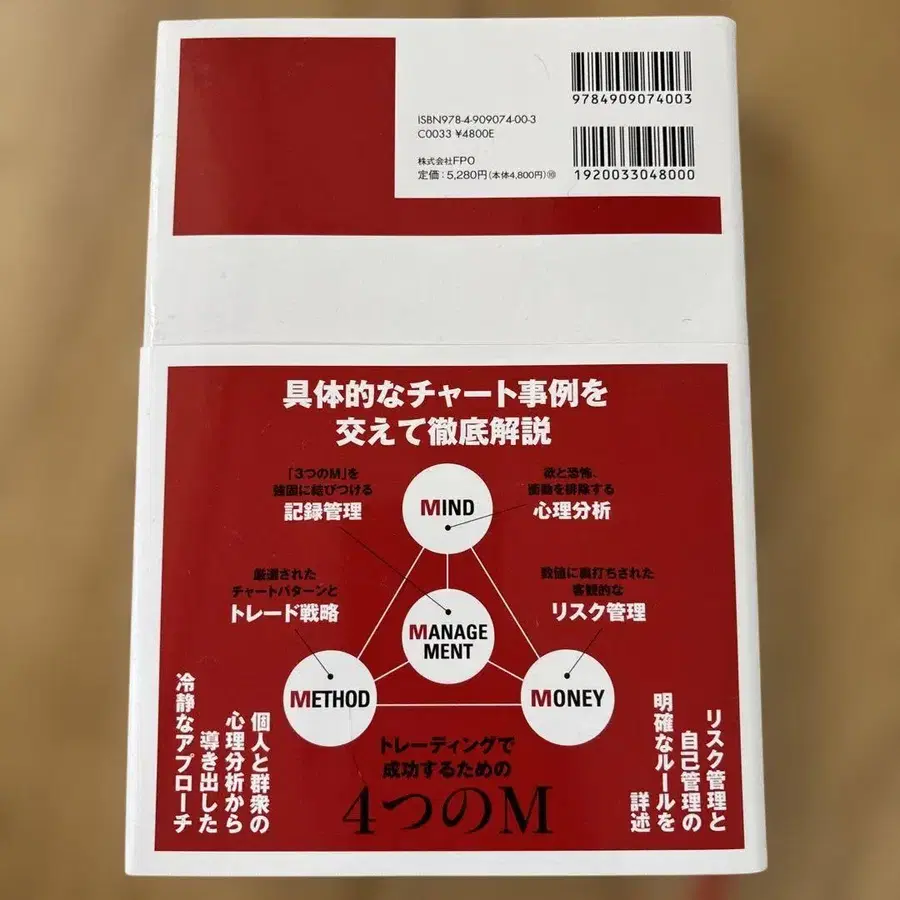 9784909074003
ISBN978-4-909074-00-3
C0033 ¥4800E
1920033048000
株式会社FPO
定価:5,280円(本体4,800円)⑩
具体的なチャート事例を
交えて徹底解説
「3つのM」を
強固に結びつける
記録管理
MIND
欲と恐怖、
衝動を排除する
心理分析
厳選された
チャートパターンと
トレード戦略
MANAGE
MENT
数値に裏打ちされた
客観的な
リスク管理
METHOD
MONEY
リスク管理と
自己管理の
明確なルールを
詳述
個人と群衆の
心理分析から
導き出した
冷静なアプローチ
トレーディングで
成功するための
4つのM